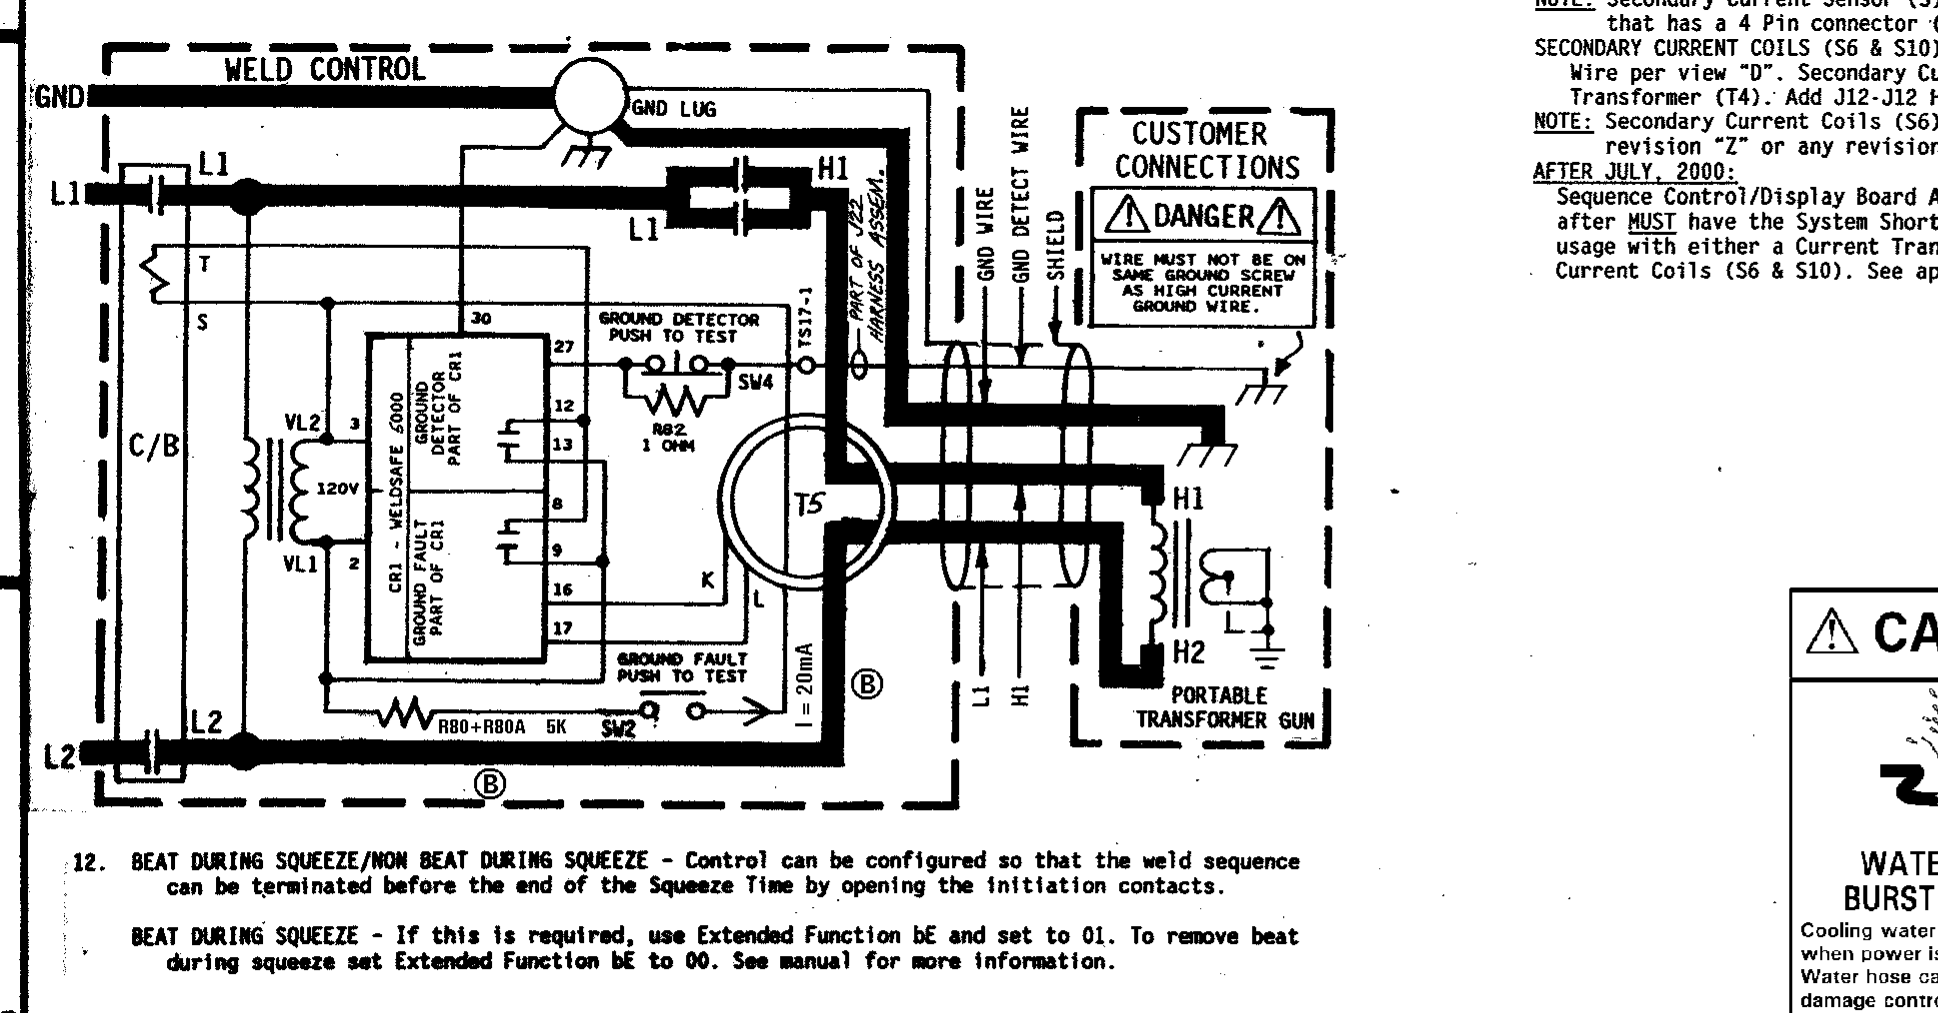 WELD CONTROL
GND
GND LUG
L1
L1
H1
L1
T
S
C/B
30
27
12
13
8
9
16
17
3
2
VL2
120V
VL1
CR1 - WELDSAFE 6000
GROUND
DETECTOR
PART OF CR1
GROUND FAULT
PART OF CR1
GROUND DETECTOR
PUSH TO TEST
SW4
R82
1 OHM
TS17-1
PART OF J22
HARNESS ASSEM.
T5
K
L
GROUND FAULT
PUSH TO TEST
R80+R80A 5K
SW2
I = 20mA
B
L2
L2
B
GND WIRE
GND DETECT WIRE
SHIELD
L1
H1
CUSTOMER
CONNECTIONS
DANGER
WIRE MUST NOT BE ON
SAME GROUND SCREW
AS HIGH CURRENT
GROUND WIRE.
H1
H2
PORTABLE
TRANSFORMER GUN
12. BEAT DURING SQUEEZE/NON BEAT DURING SQUEEZE - Control can be configured so that the weld sequence
can be terminated before the end of the Squeeze Time by opening the initiation contacts.
BEAT DURING SQUEEZE - If this is required, use Extended Function bE and set to 01. To remove beat
during squeeze set Extended Function bE to 00. See manual for more information.
NOTE: Secondary Current Sensor
that has a 4 Pin connector
SECONDARY CURRENT COILS (S6 & S10)
Wire per view "D". Secondary
Transformer (T4). Add J12-J12
NOTE: Secondary Current Coils (S6)
revision "Z" or any revision
AFTER JULY, 2000:
Sequence Control/Display Board
after MUST have the System Short
usage with either a Current
Current Coils (S6 & S10). See
CA
WATE
BURST
Cooling water
when power
Water hose
damage